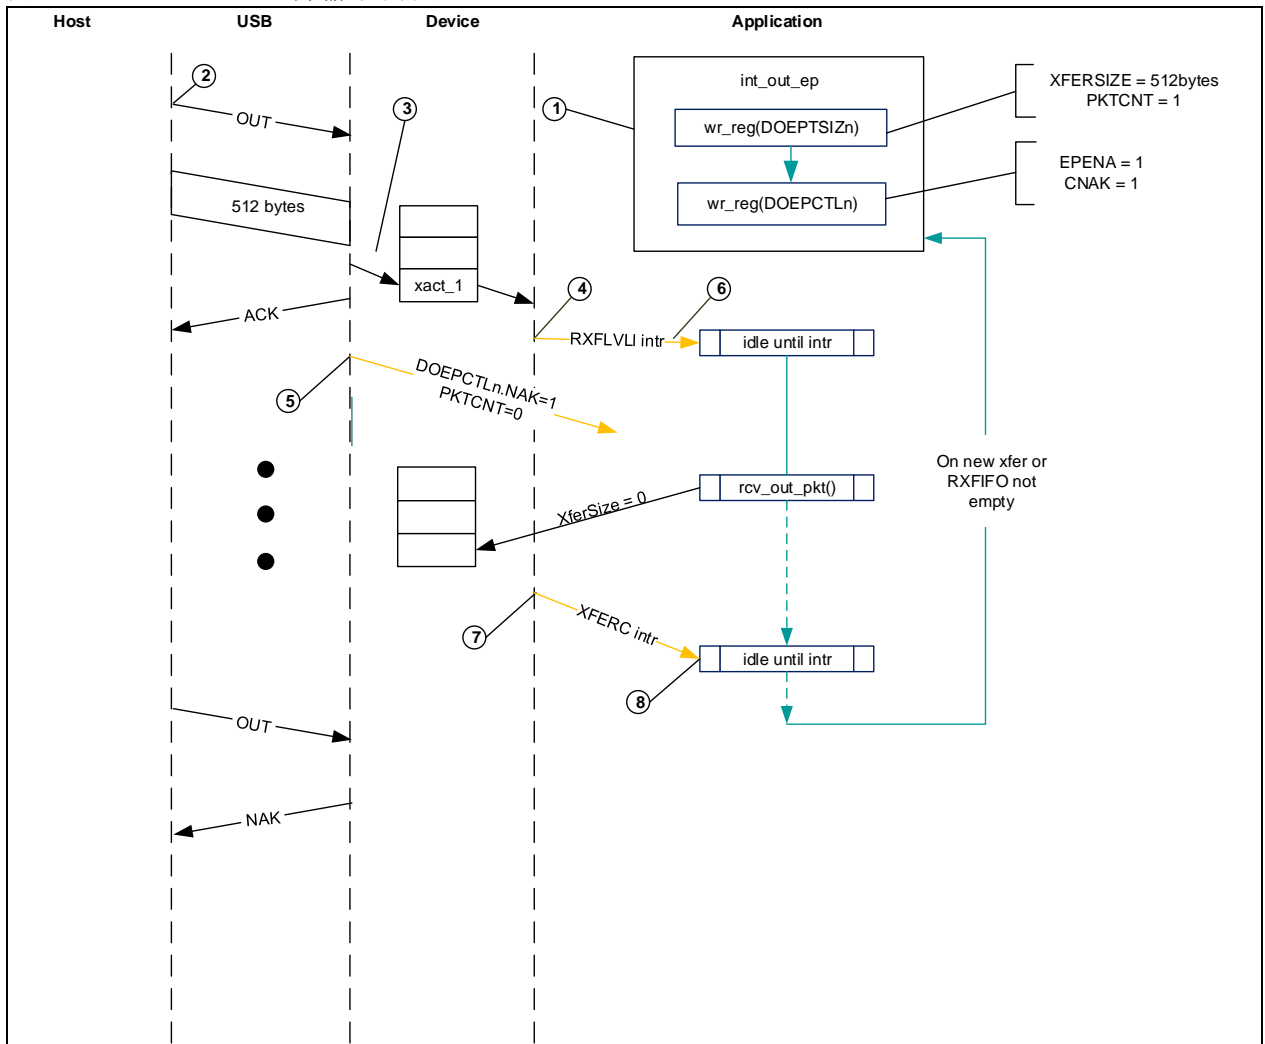 Host
USB
Device
Application
2
OUT
3
1
int_out_ep
wr_reg(DOEPTSIZn)
wr_reg(DOEPCTLn)
XFERSIZE = 512bytes
PKTCNT = 1
EPENA = 1
CNAK = 1
512 bytes
xact_1
ACK
4
6
RXFLVLI intr
idle until intr
5
DOEPCTLn.NAK=1
PKTCNT=0
On new xfer or
RXFIFO not
empty
rcv_out_pkt()
XferSize = 0
7
XFERC intr
idle until intr
8
OUT
NAK